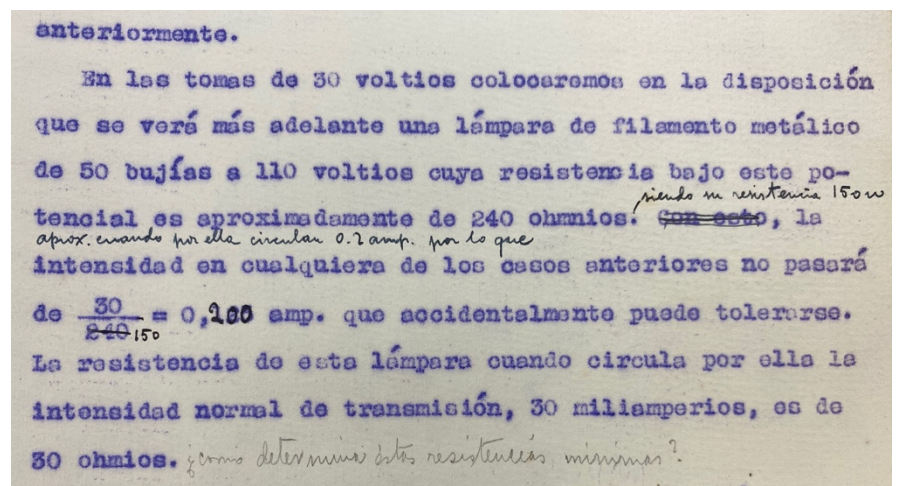 anteriormente.
En las tomas de 30 voltios colocaremos en la disposición
que se verá más adelante una lámpara de filamento metálico
de 50 bujías a 110 voltios cuya resistencia bajo este po-
siendo su resistencia 150 ω
tencial es aproximadamente de 240 ohmnios. Con esto, la
aprox. cuando por ella circulan 0.2 amp. por lo que
intensidad en cualquiera de los casos anteriores no pasará
de 30/240 150 = 0,200 amp. que accidentalmente puede tolerarse.
La resistencia de esta lámpara cuando circula por ella la
intensidad normal de transmisión, 30 miliamperios, es de
30 ohmios. ¿como determina estas resistencias mínimas?